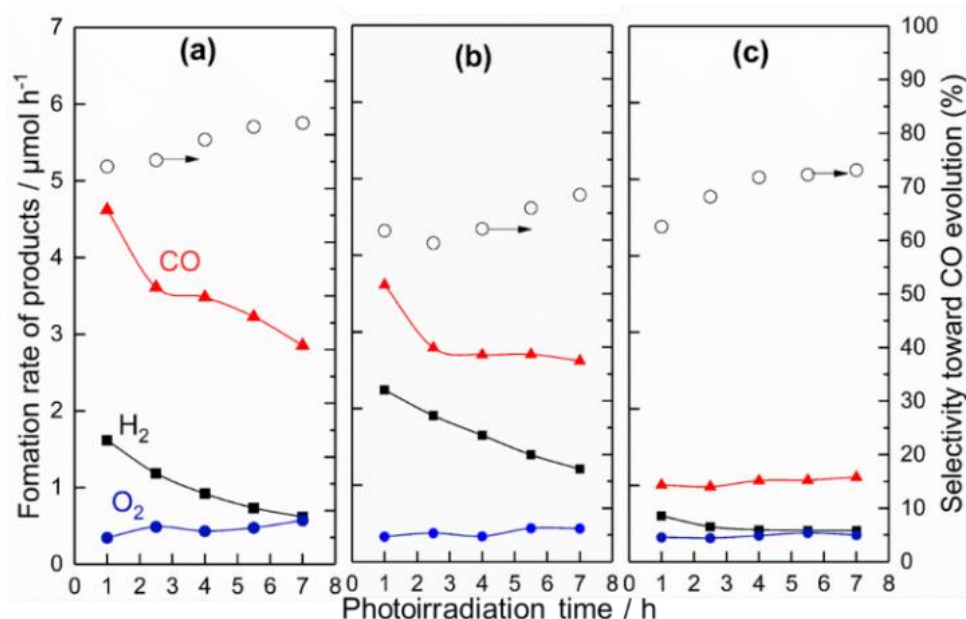 (a)
(b)
(c)
CO
H₂
O₂
Fomation rate of products / μmol h⁻¹
7
6
5
4
3
2
1
0
0 1 2 3 4 5 6 7 8
0 1 2 3 4 5 6 7 8
0 1 2 3 4 5 6 7 8
Photoirradiation time / h
100
90
80
70
60
50
40
30
20
10
0
Selectivity toward CO evolution (%)